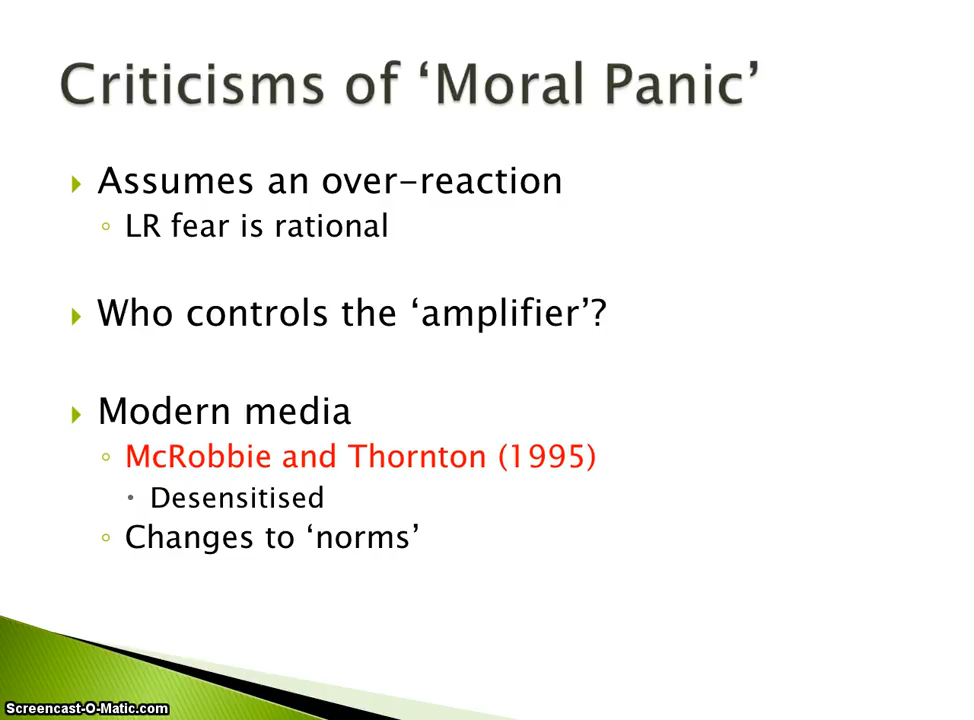 Criticisms of ‘Moral Panic’
Assumes an over-reaction
LR fear is rational
Who controls the ‘amplifier’?
Modern media
McRobbie and Thornton (1995)
Desensitised
Changes to ‘norms’
Screencast-O-Matic.com